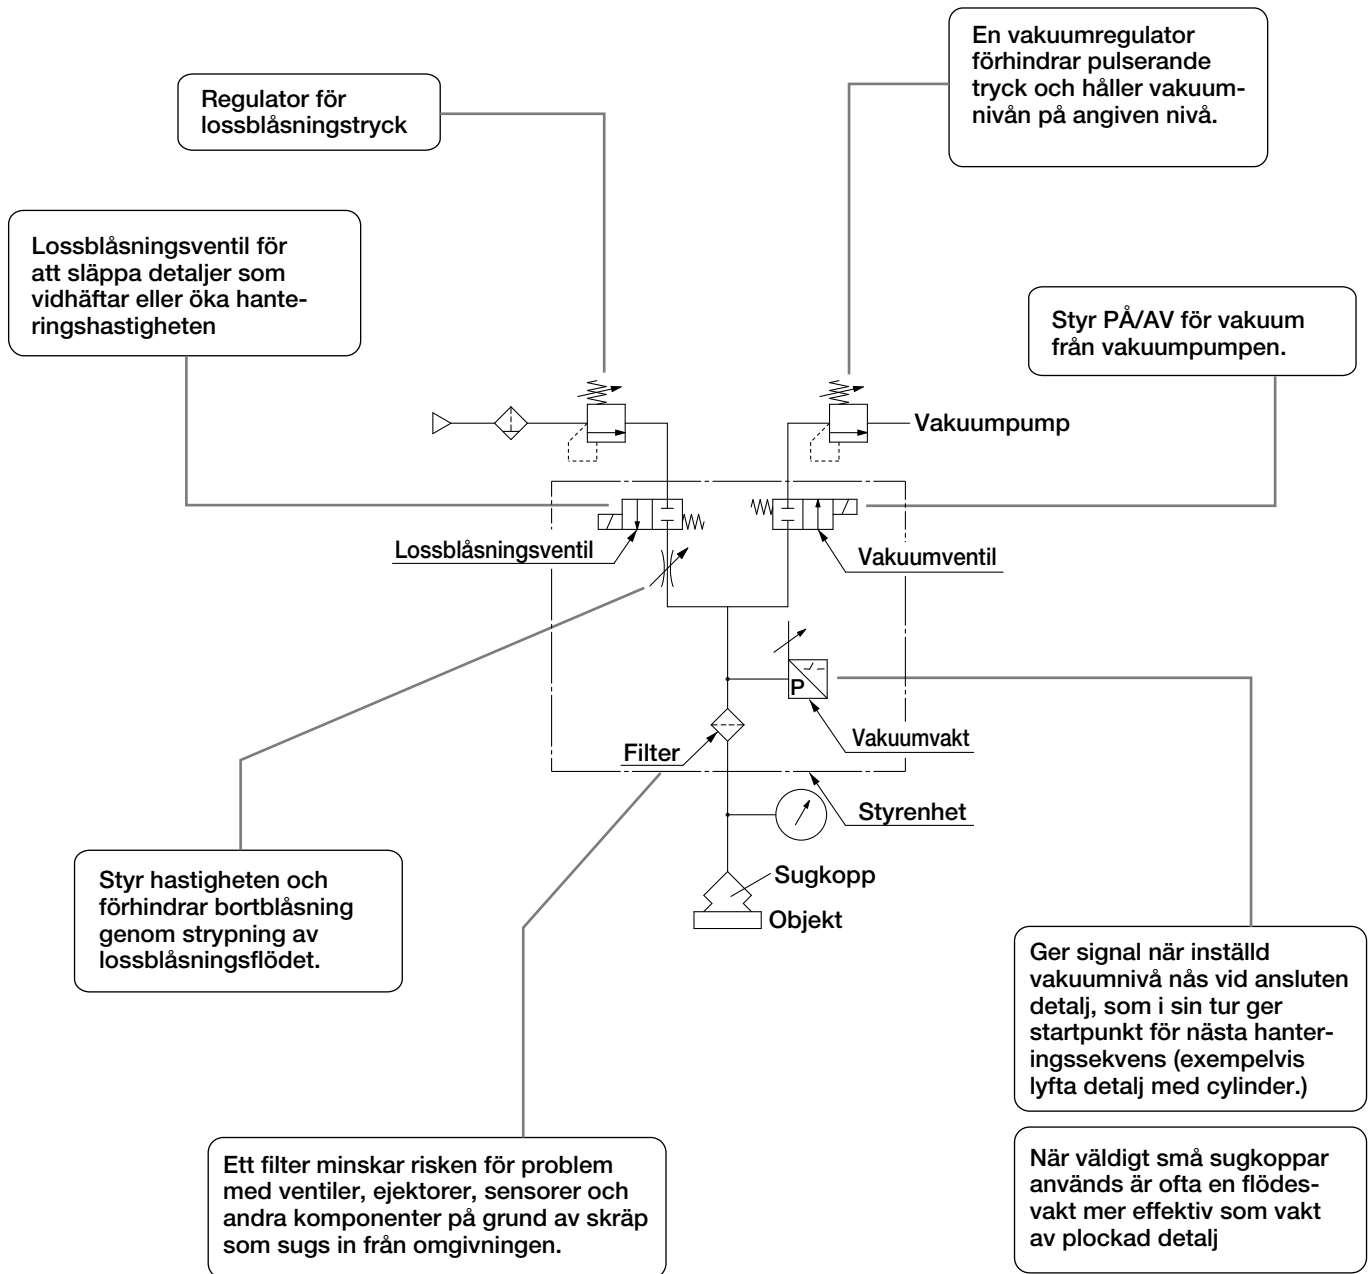 En vakuumregulator
förhindrar pulserande
tryck och håller vakuum-
nivån på angiven nivå.
Regulator för
lossblåsningstryck
Lossblåsningsventil för
att släppa detaljer som
vidhäftar eller öka hante-
ringshastigheten
Styr PÅ/AV för vakuum
från vakuumpumpen.
Vakuumpump
Lossblåsningsventil
Vakuumventil
P
Vakuumvakt
Filter
Styrenhet
Sugkopp
Objekt
Styr hastigheten och
förhindrar bortblåsning
genom strypning av
lossblåsningsflödet.
Ger signal när inställd
vakuumnivå nås vid ansluten
detalj, som i sin tur ger
startpunkt för nästa hanter-
ingssekvens (exempelvis
lyfta detalj med cylinder.)
När väldigt små sugkoppar
används är ofta en flödes-
vakt mer effektiv som vakt
av plockad detalj
Ett filter minskar risken för problem
med ventiler, ejektorer, sensorer och
andra komponenter på grund av skräp
som sugs in från omgivningen.